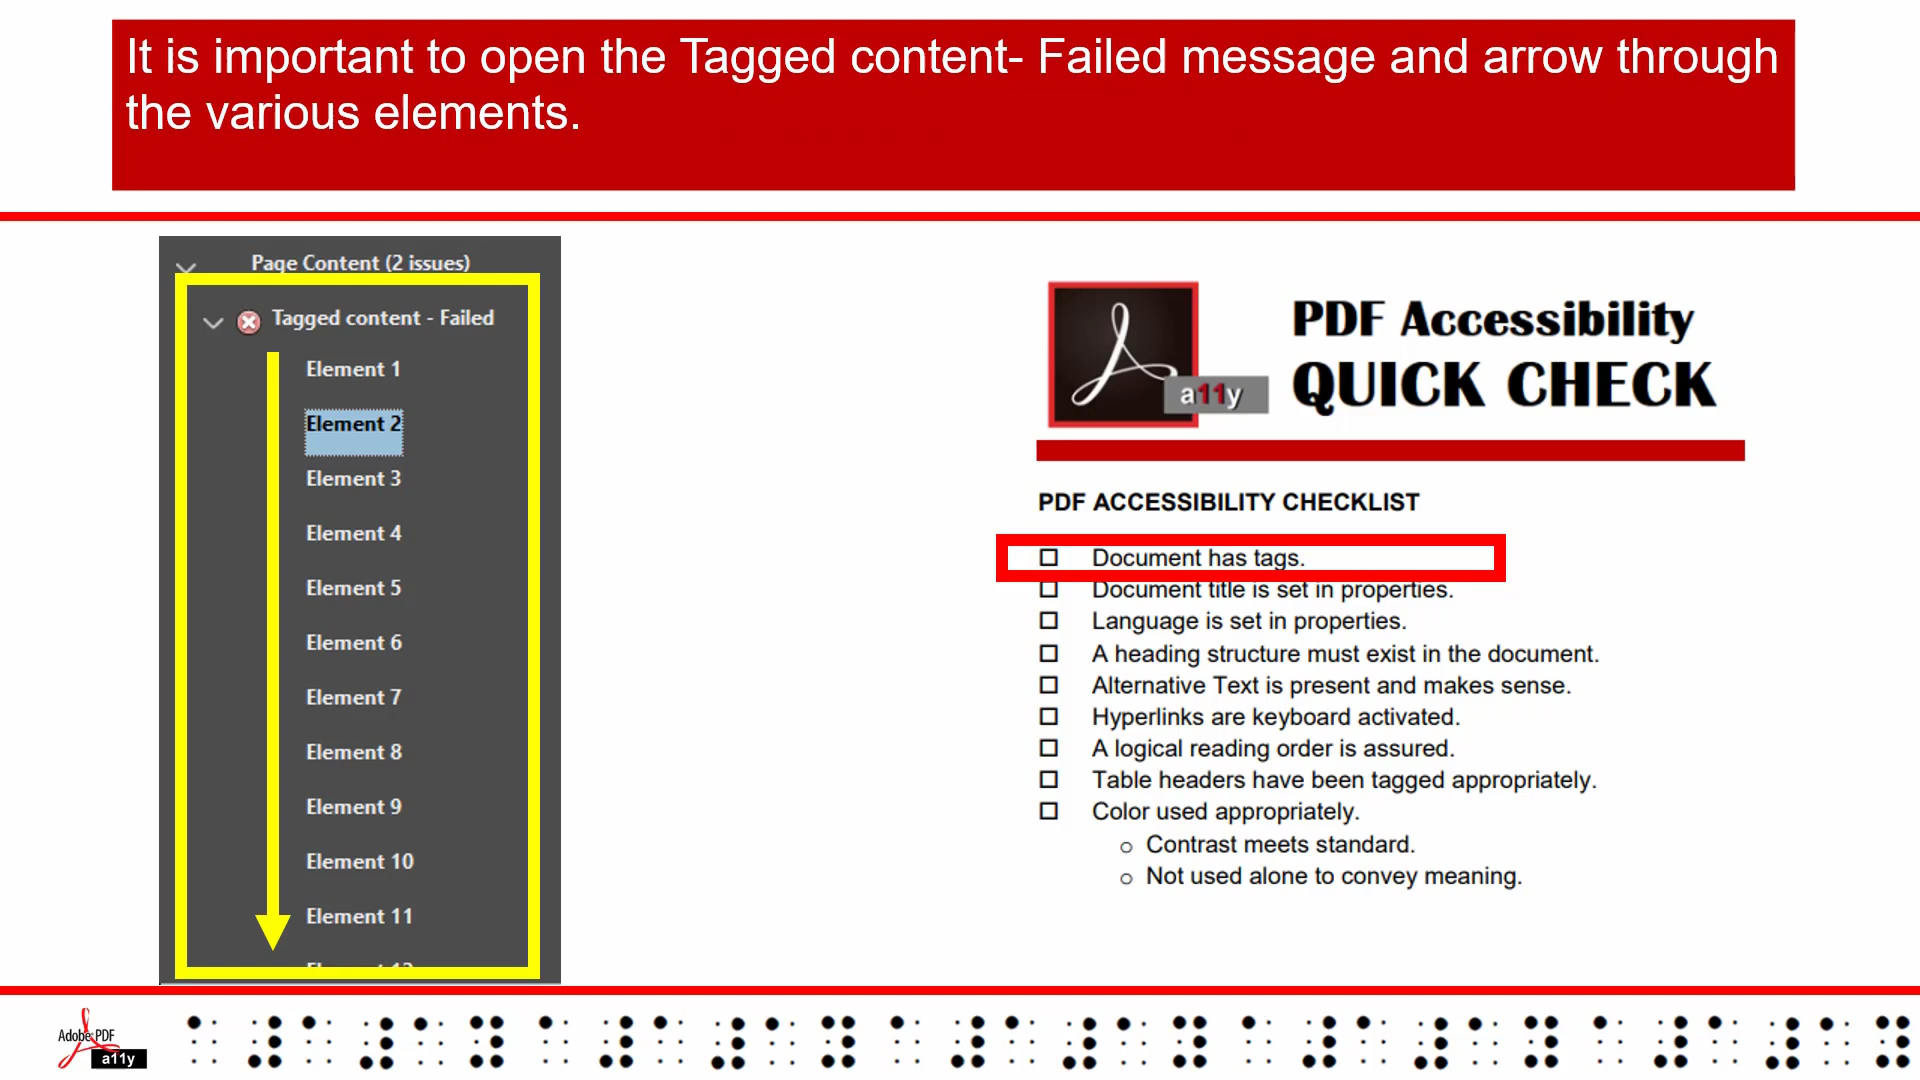 It is important to open the Tagged content- Failed message and arrow through
the various elements.
Page Content (2 issues)
Tagged content - Failed
Element 1
Element 2
Element 3
Element 4
Element 5
Element 6
Element 7
Element 8
Element 9
Element 10
Element 11
a11y
PDF Accessibility
QUICK CHECK
PDF ACCESSIBILITY CHECKLIST
Document has tags.
Document title is set in properties.
Language is set in properties.
A heading structure must exist in the document.
Alternative Text is present and makes sense.
Hyperlinks are keyboard activated.
A logical reading order is assured.
Table headers have been tagged appropriately.
Color used appropriately.
Contrast meets standard.
Not used alone to convey meaning.
Adobe PDF
a11y